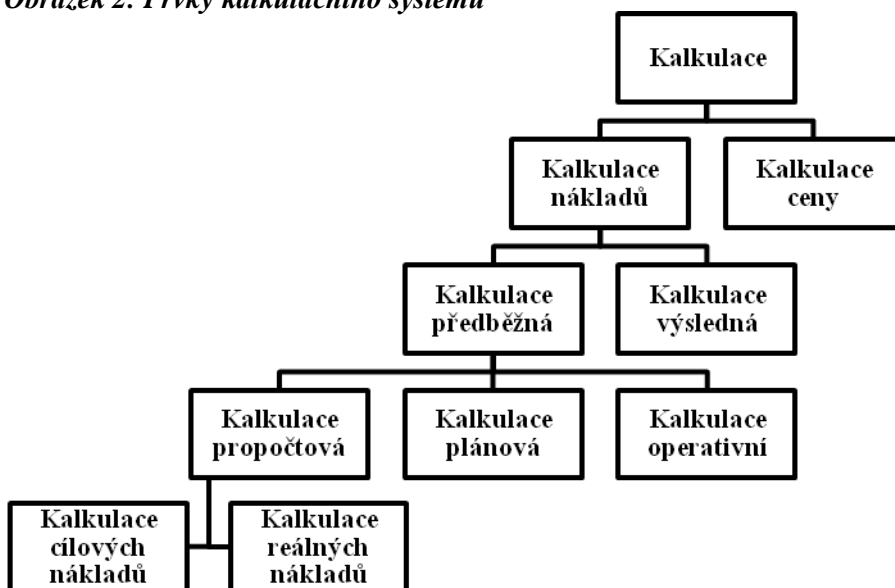 Obrázek 2: Prvky kalkulačního systému
Kalkulace
Kalkulace
nákladů
Kalkulace
ceny
Kalkulace
předběžná
Kalkulace
výsledná
Kalkulace
propočtová
Kalkulace
plánová
Kalkulace
operativní
Kalkulace
cílových
nákladů
Kalkulace
reálných
nákladů